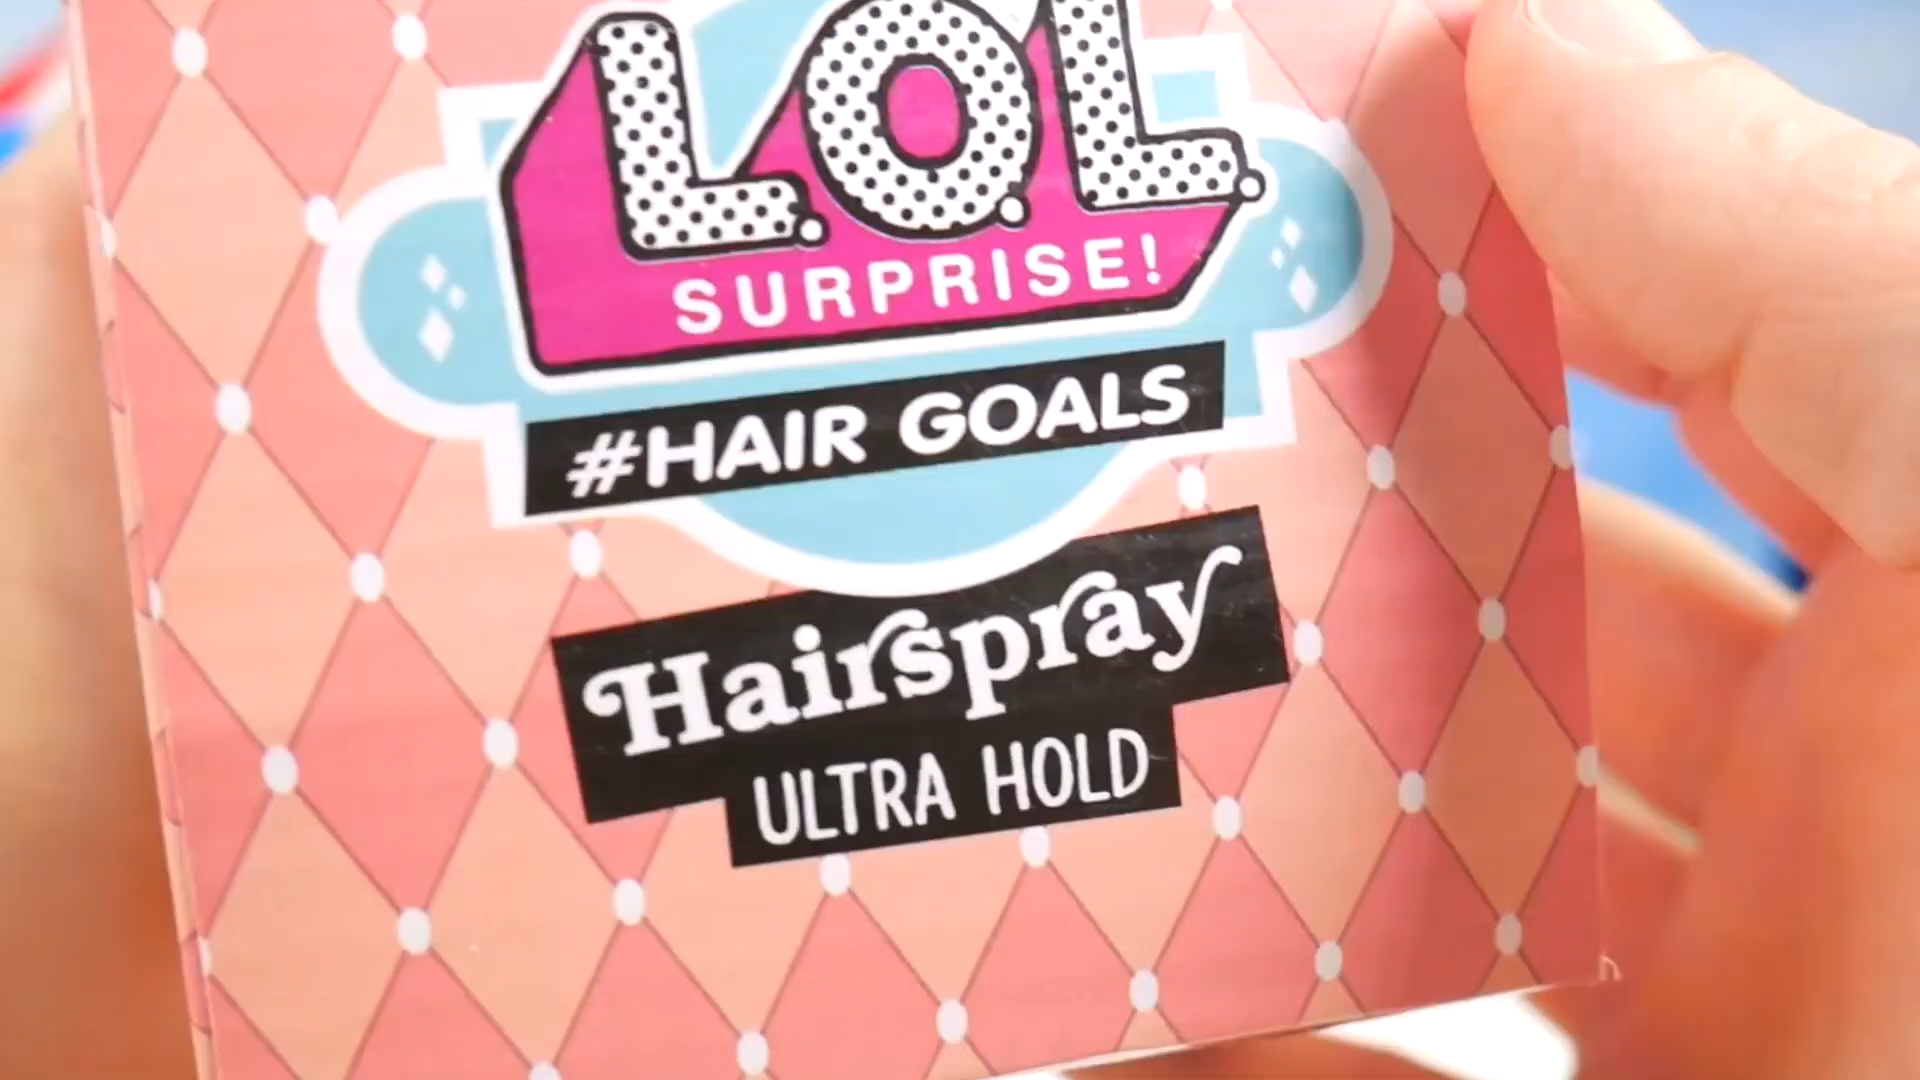 L.O.L.
SURPRISE!
#HAIR GOALS
Hairspray
ULTRA HOLD